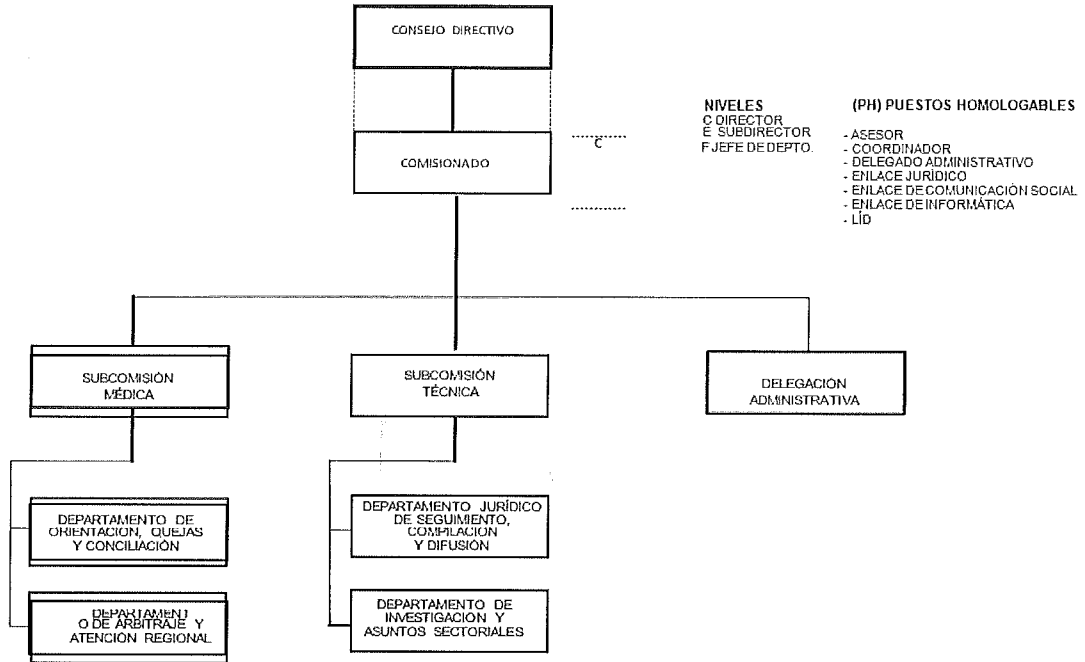 CONSEJO DIRECTIVO
COMISIONADO
C
NIVELES
C DIRECTOR
E SUBDIRECTOR
F JEFE DE DEPTO.
(PH) PUESTOS HOMOLOGABLES
- ASESOR
- COORDINADOR
- DELEGADO ADMINISTRATIVO
- ENLACE JURÍDICO
- ENLACE DE COMUNICACIÓN SOCIAL
- ENLACE DE INFORMÁTICA
- LÍD
SUBCOMISIÓN
MÉDICA
SUBCOMISIÓN
TÉCNICA
DELEGACIÓN
ADMINISTRATIVA
DEPARTAMENTO DE
ORIENTACIÓN, QUEJAS
Y CONCILIACIÓN
DEPARTAMENTO JURÍDICO
DE SEGUIMIENTO,
COMPILACIÓN
Y DIFUSIÓN
DEPARTAMENT
O DE ARBITRAJE Y
ATENCIÓN REGIONAL
DEPARTAMENTO DE
INVESTIGACIÓN Y
ASUNTOS SECTORIALES